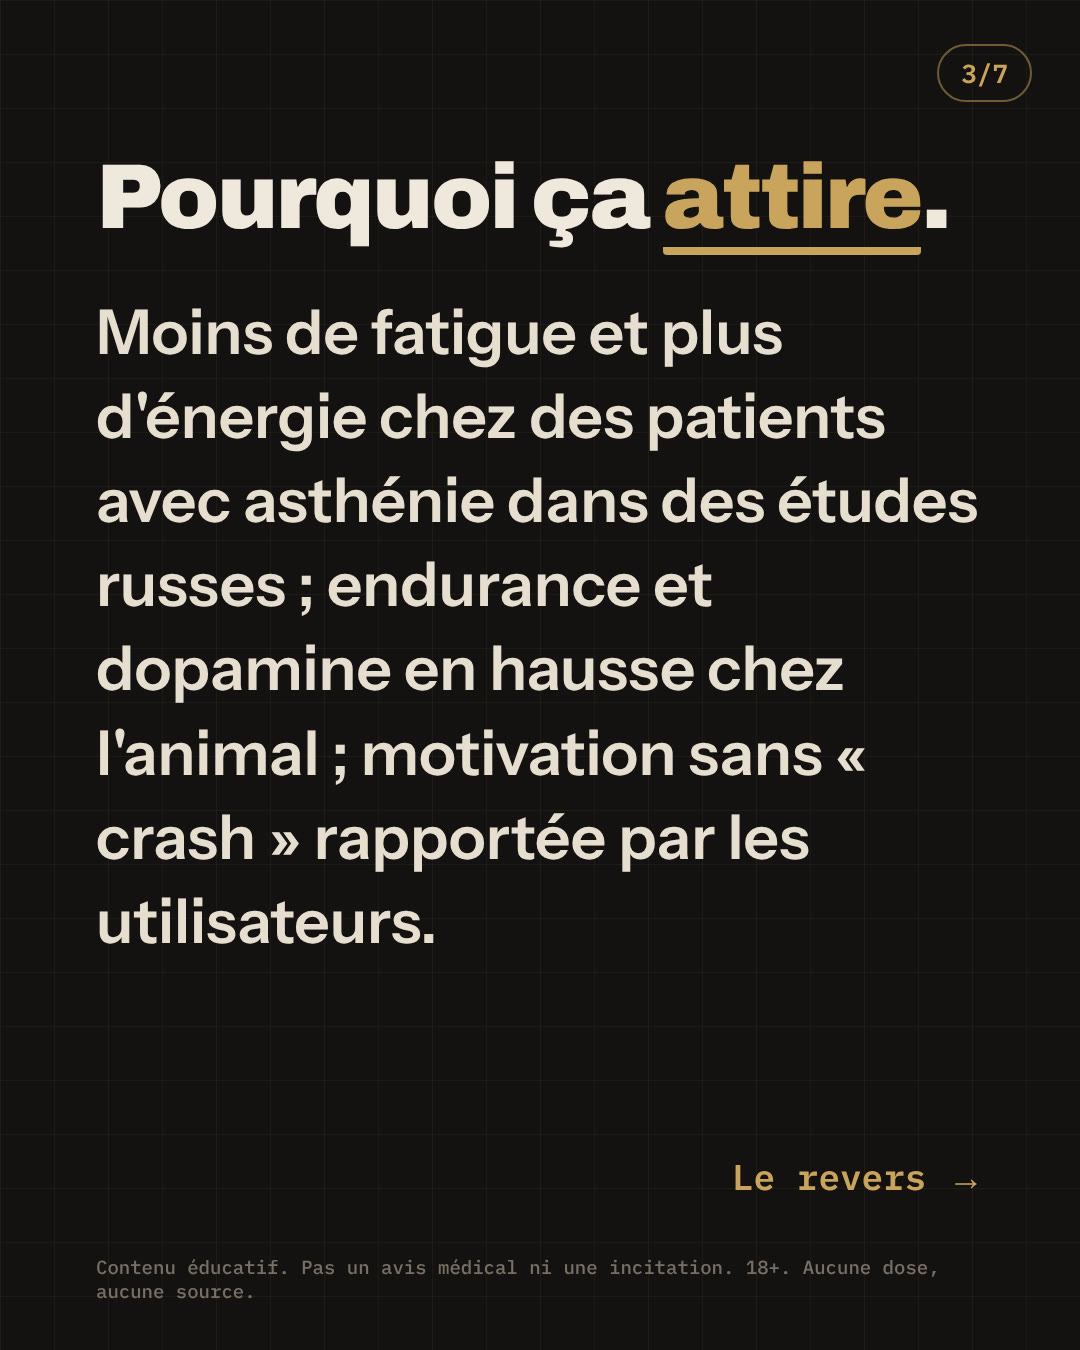 3/7
Pourquoi ça attire.
Moins de fatigue et plus
d'énergie chez des patients
avec asthénie dans des études
russes ; endurance et
dopamine en hausse chez
l'animal ; motivation sans «
crash » rapportée par les
utilisateurs.
Le revers →
Contenu éducatif. Pas un avis médical ni une incitation. 18+. Aucune dose,
aucune source.